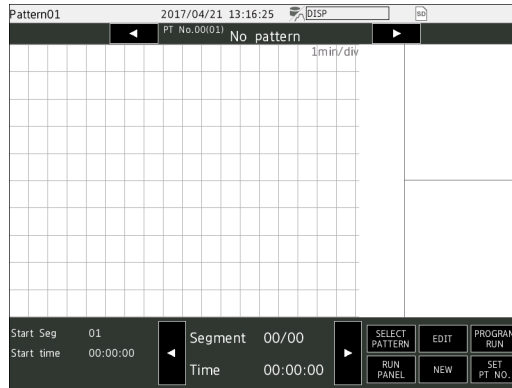 Pattern01 2017/04/21 13:16:25 DISP SD
PT No.00(01) No pattern
1min/div
Start Seg 01
Start time 00:00:00
Segment 00/00
Time 00:00:00
SELECT PATTERN
EDIT
PROGRAM RUN
RUN PANEL
NEW
SET PT NO.